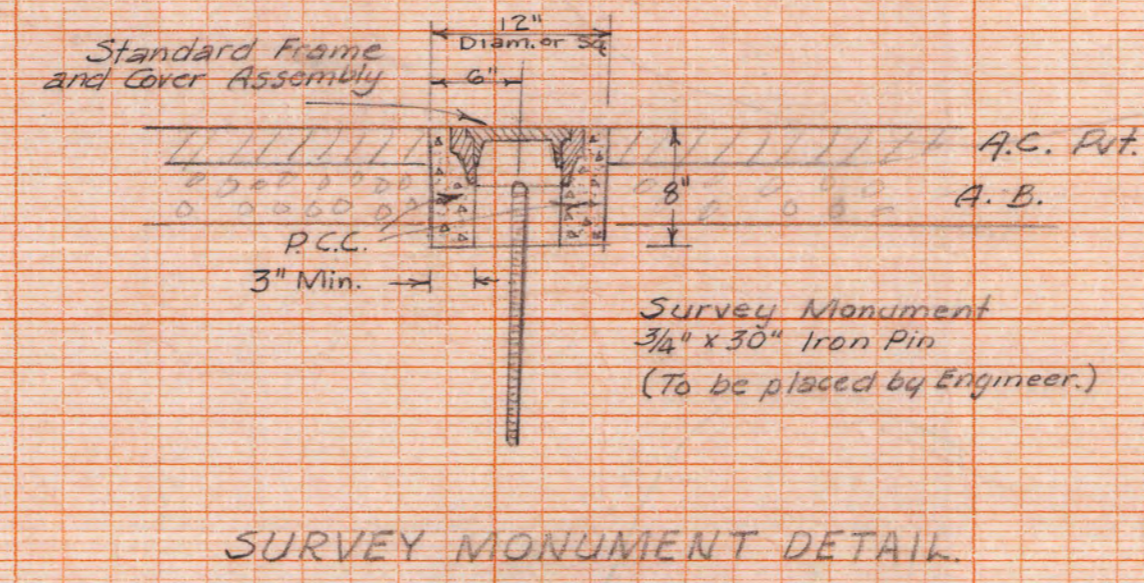 12"
Diam. or Sq
Standard Frame
and Cover Assembly
6"
A.C. Pvt.
8"
A.B.
P.C.C.
3" Min.
Survey Monument
3/4" x 30" Iron Pin
(To be placed by Engineer.)
SURVEY MONUMENT DETAIL.